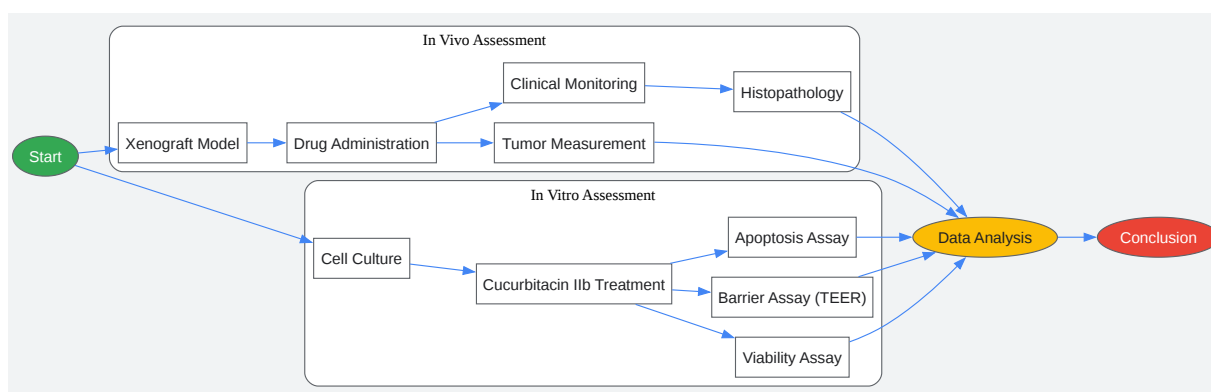 In Vivo Assessment
Clinical Monitoring
Histopathology
Xenograft Model
Drug Administration
Tumor Measurement
Start
In Vitro Assessment
Apoptosis Assay
Data Analysis
Conclusion
Cell Culture
Cucurbitacin IIb Treatment
Barrier Assay (TEER)
Viability Assay